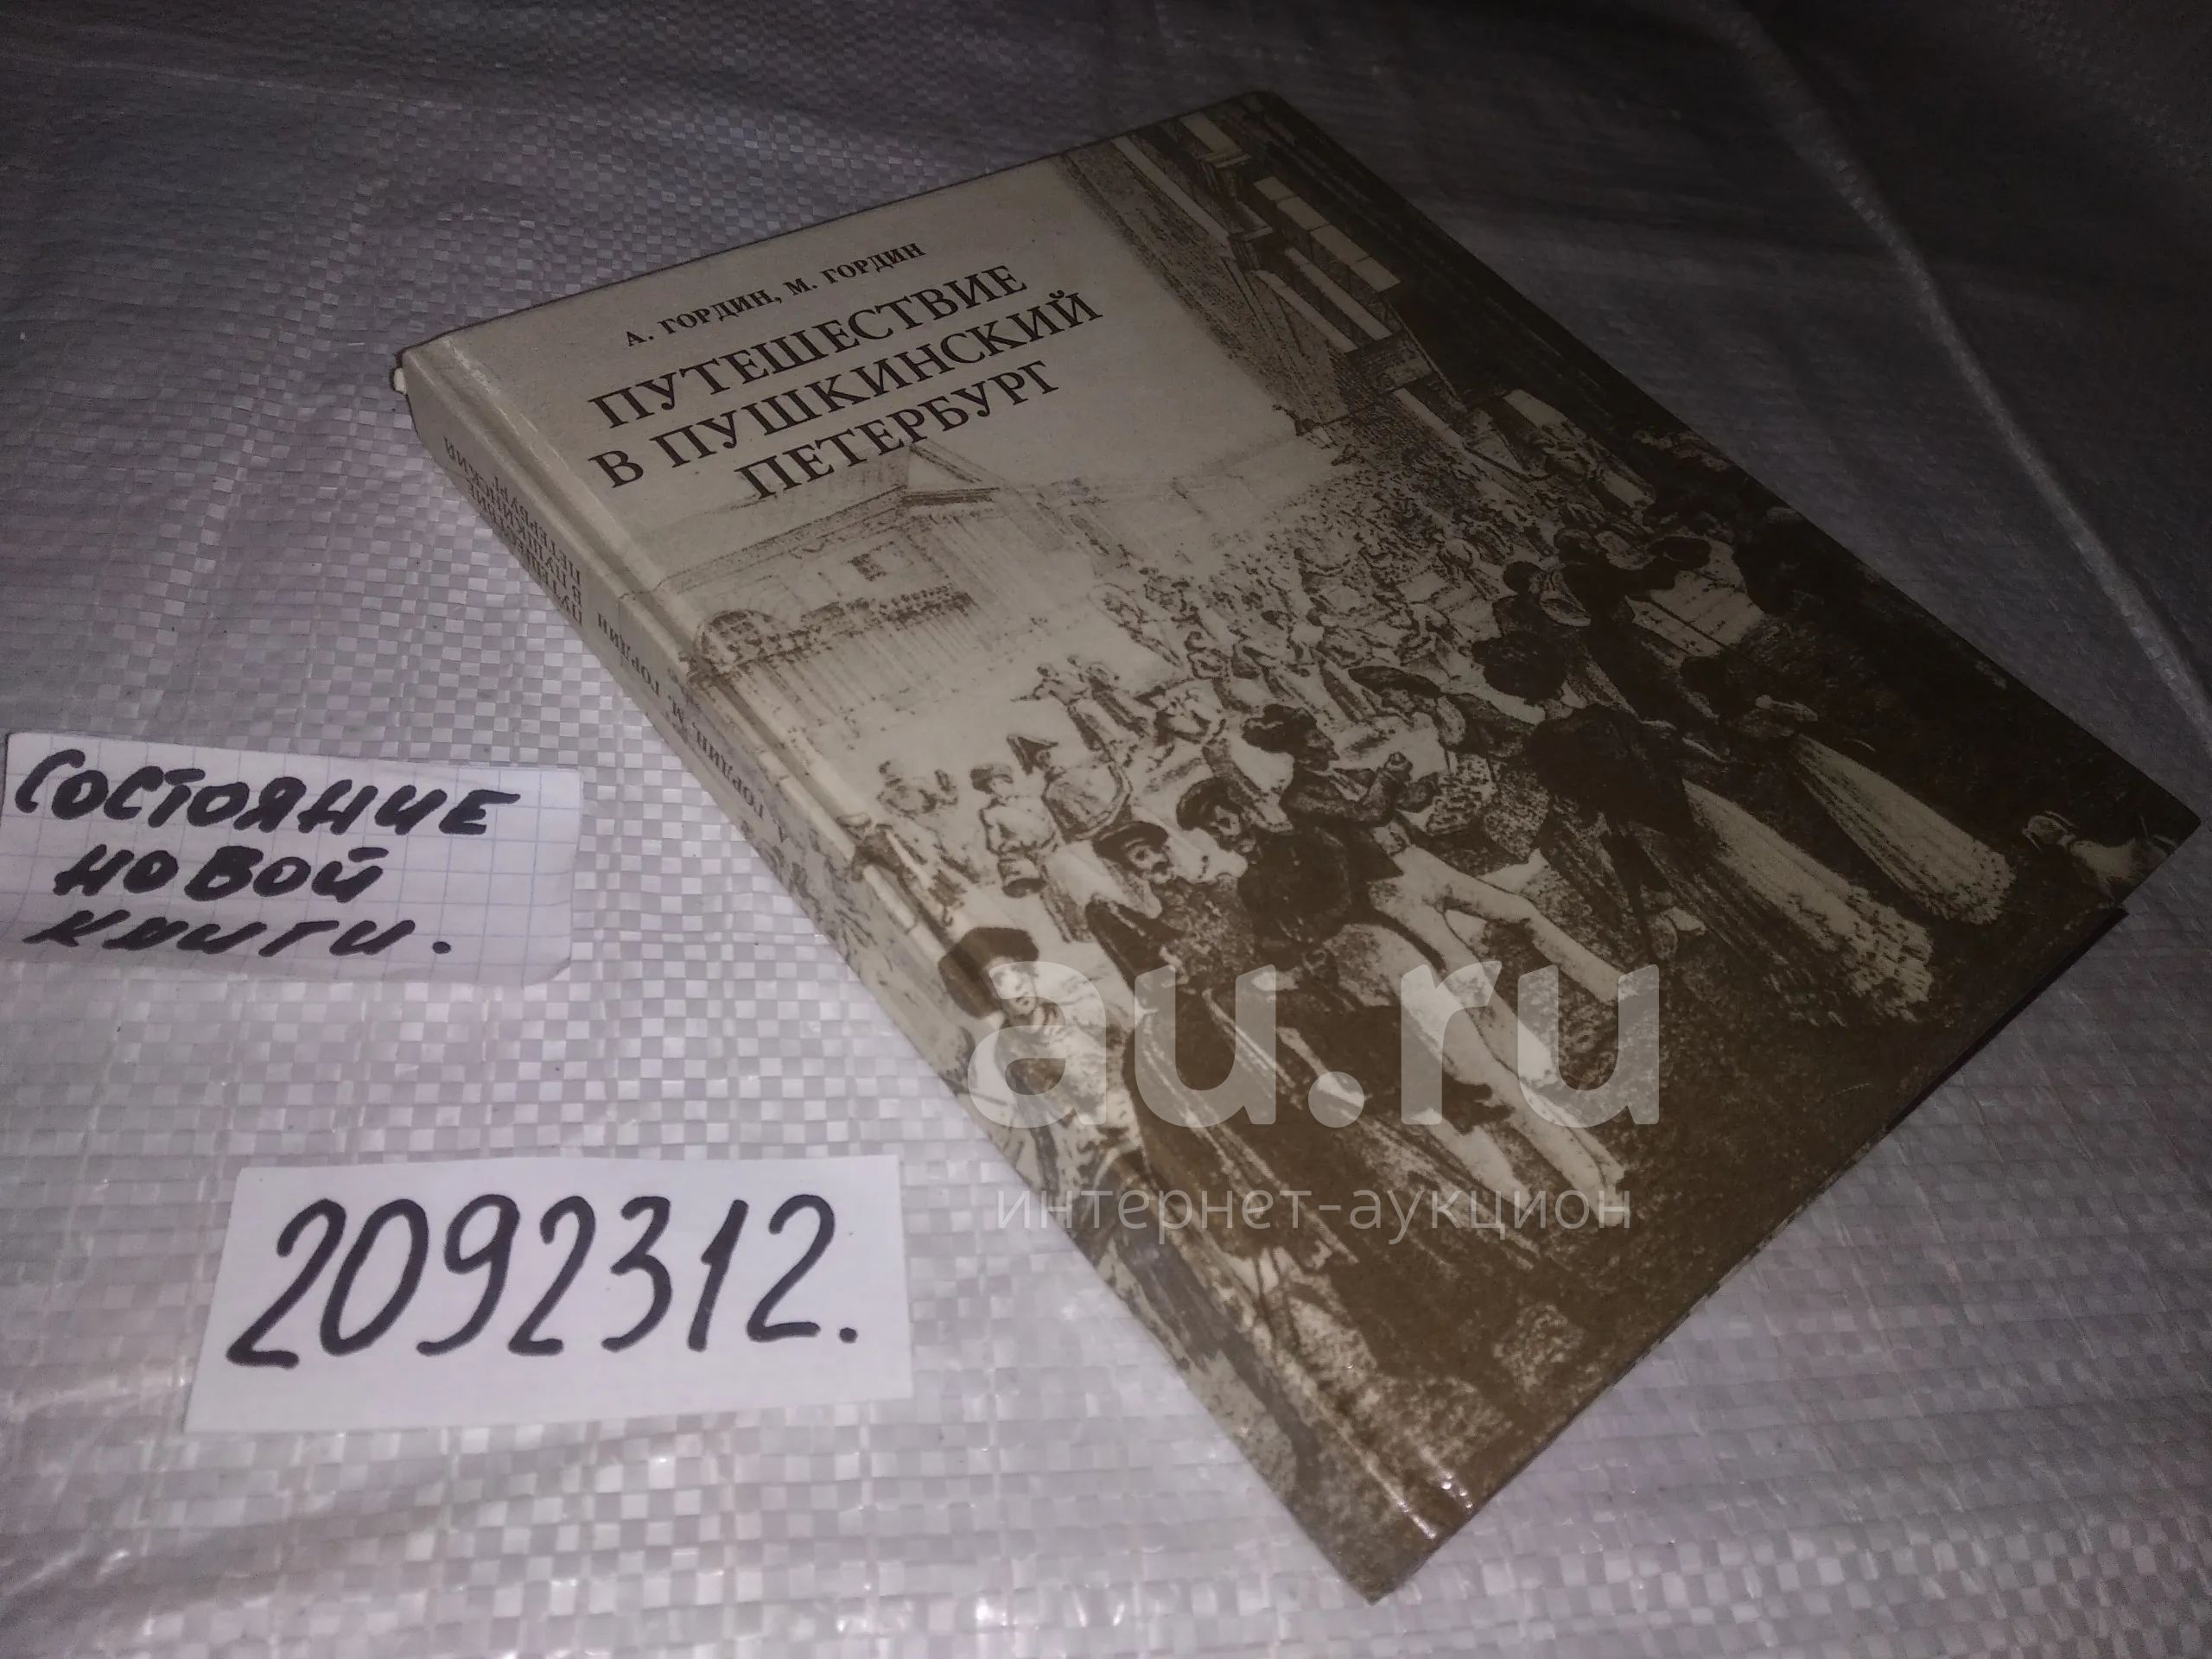 А. ГОРДИН, М. ГОРДИН
ПУТЕШЕСТВИЕ
В ПУШКИНСКИЙ
ПЕТЕРБУРГ
А. ГОРДИН, М. ГОРДИН
ПУТЕШЕСТВИЕ
В ПУШКИНСКИЙ
ПЕТЕРБУРГ
СОСТОЯНИЕ
НОВОЙ
КНИГИ.
2092312.
au.ru
интернет-аукцион